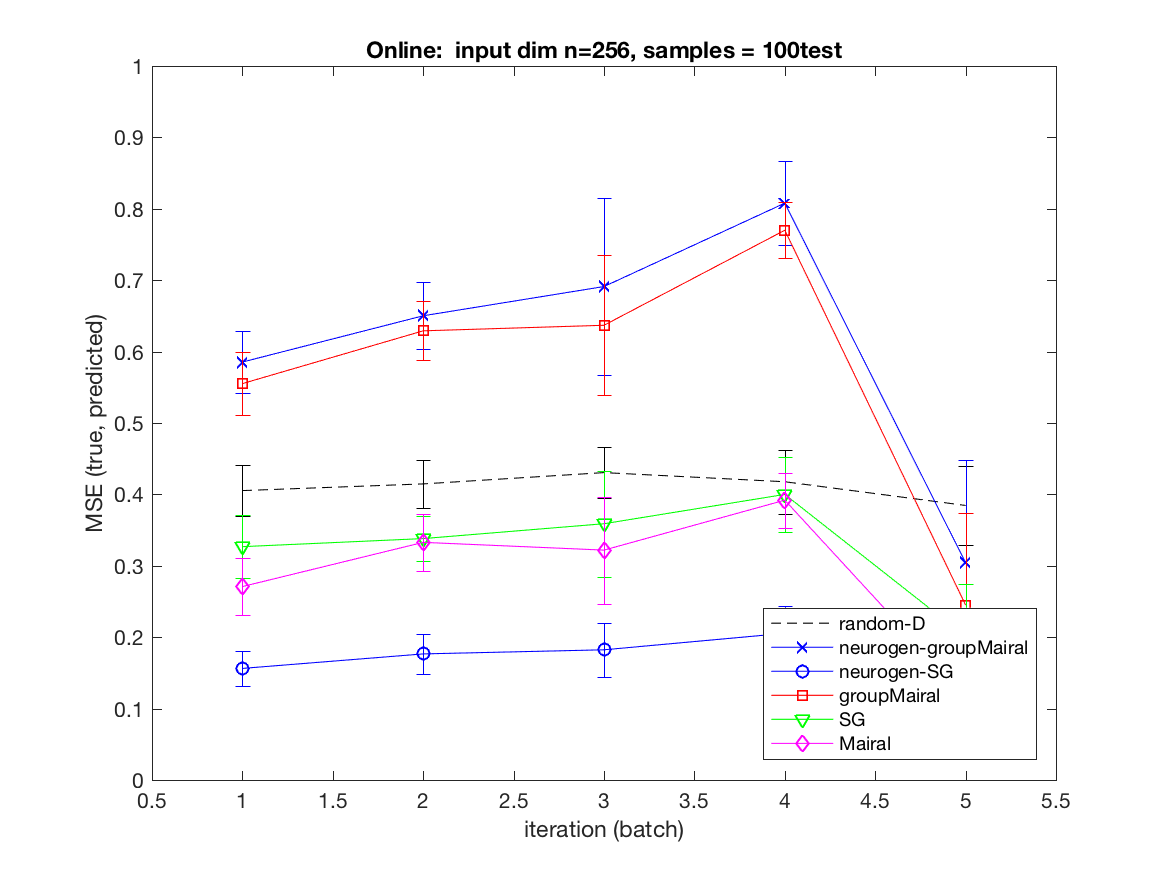 Online:  input dim n=256, samples = 100test
MSE (true, predicted)
1
0.9
0.8
0.7
0.6
0.5
0.4
0.3
0.2
0.1
0
random-D
neurogen-groupMairal
neurogen-SG
groupMairal
SG
Mairal
0.5 1 1.5 2 2.5 3 3.5 4 4.5 5 5.5
iteration (batch)